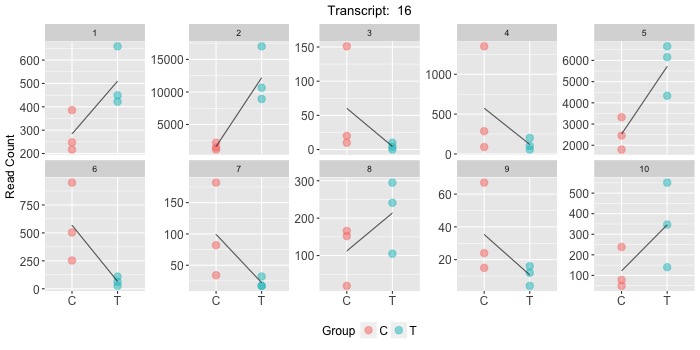 Transcript: 16
1 2 3 4 5
600 500 400 300 200
15000 10000 5000
150 100 50 0
1000 500 0
6000 5000 4000 3000 2000
Read Count
6 7 8 9 10
750 500 250 0
150 100 50
300 200 100
60 40 20
500 400 300 200 100
C T C T C T C T C T
Group C T